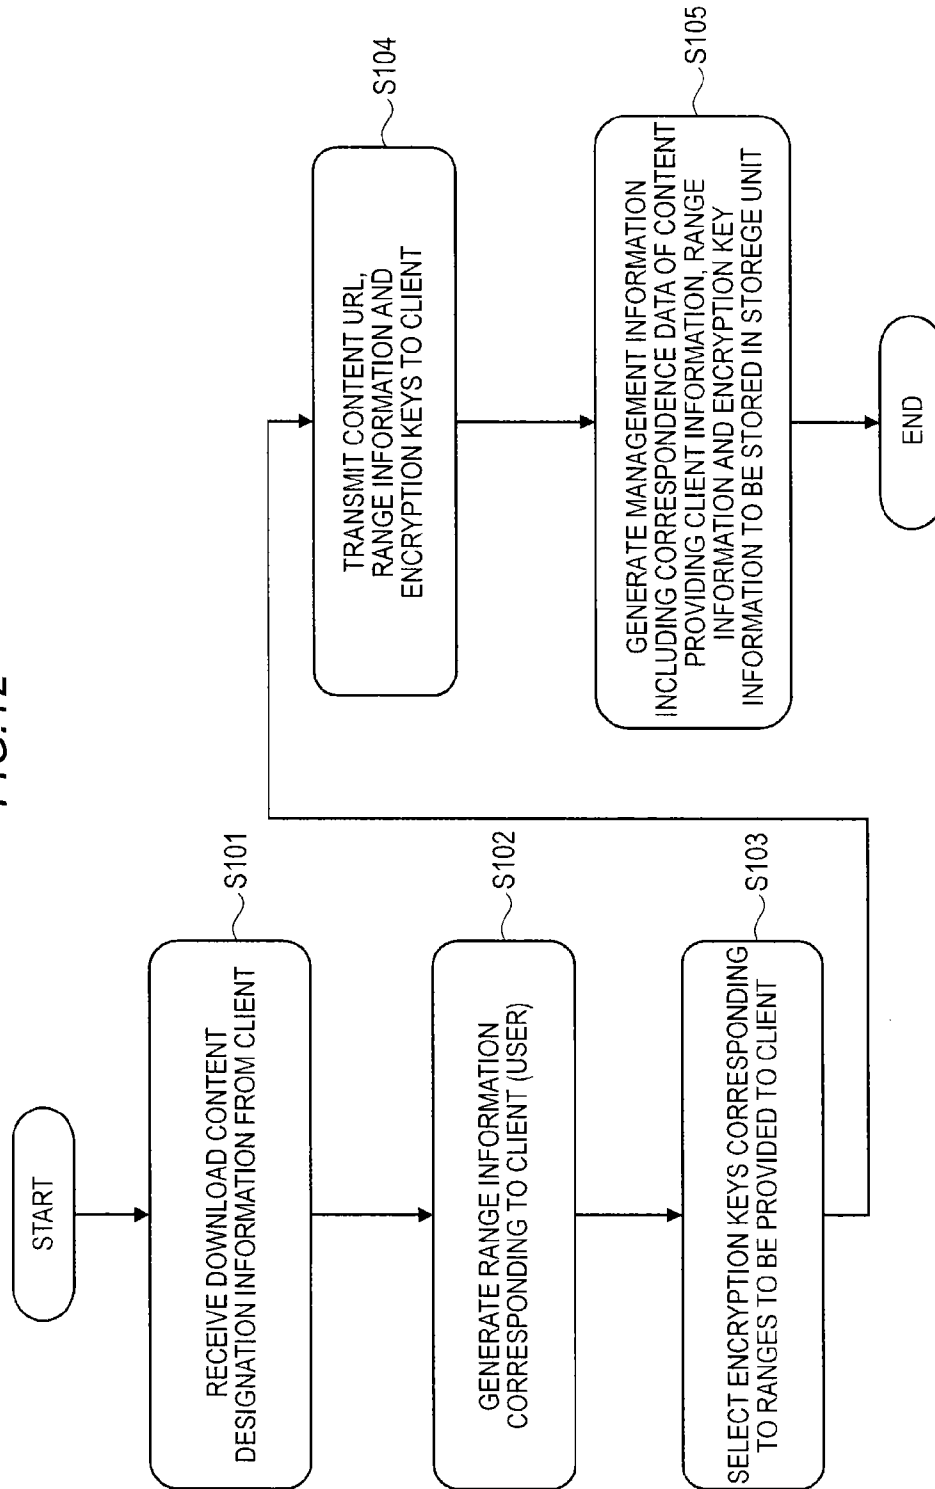 FIG. 12
START
RECEIVE DOWNLOAD CONTENT
DESIGNATION INFORMATION FROM CLIENT
S101
GENERATE RANGE INFORMATION
CORRESPONDING TO CLIENT (USER)
S102
SELECT ENCRYPTION KEYS CORRESPONDING
TO RANGES TO BE PROVIDED TO CLIENT
S103
TRANSMIT CONTENT URL,
RANGE INFORMATION AND
ENCRYPTION KEYS TO CLIENT
S104
GENERATE MANAGEMENT INFORMATION
INCLUDING CORRESPONDENCE DATA OF CONTENT
PROVIDING CLIENT INFORMATION, RANGE
INFORMATION AND ENCRYPTION KEY
INFORMATION TO BE STORED IN STOREGE UNIT
S105
END